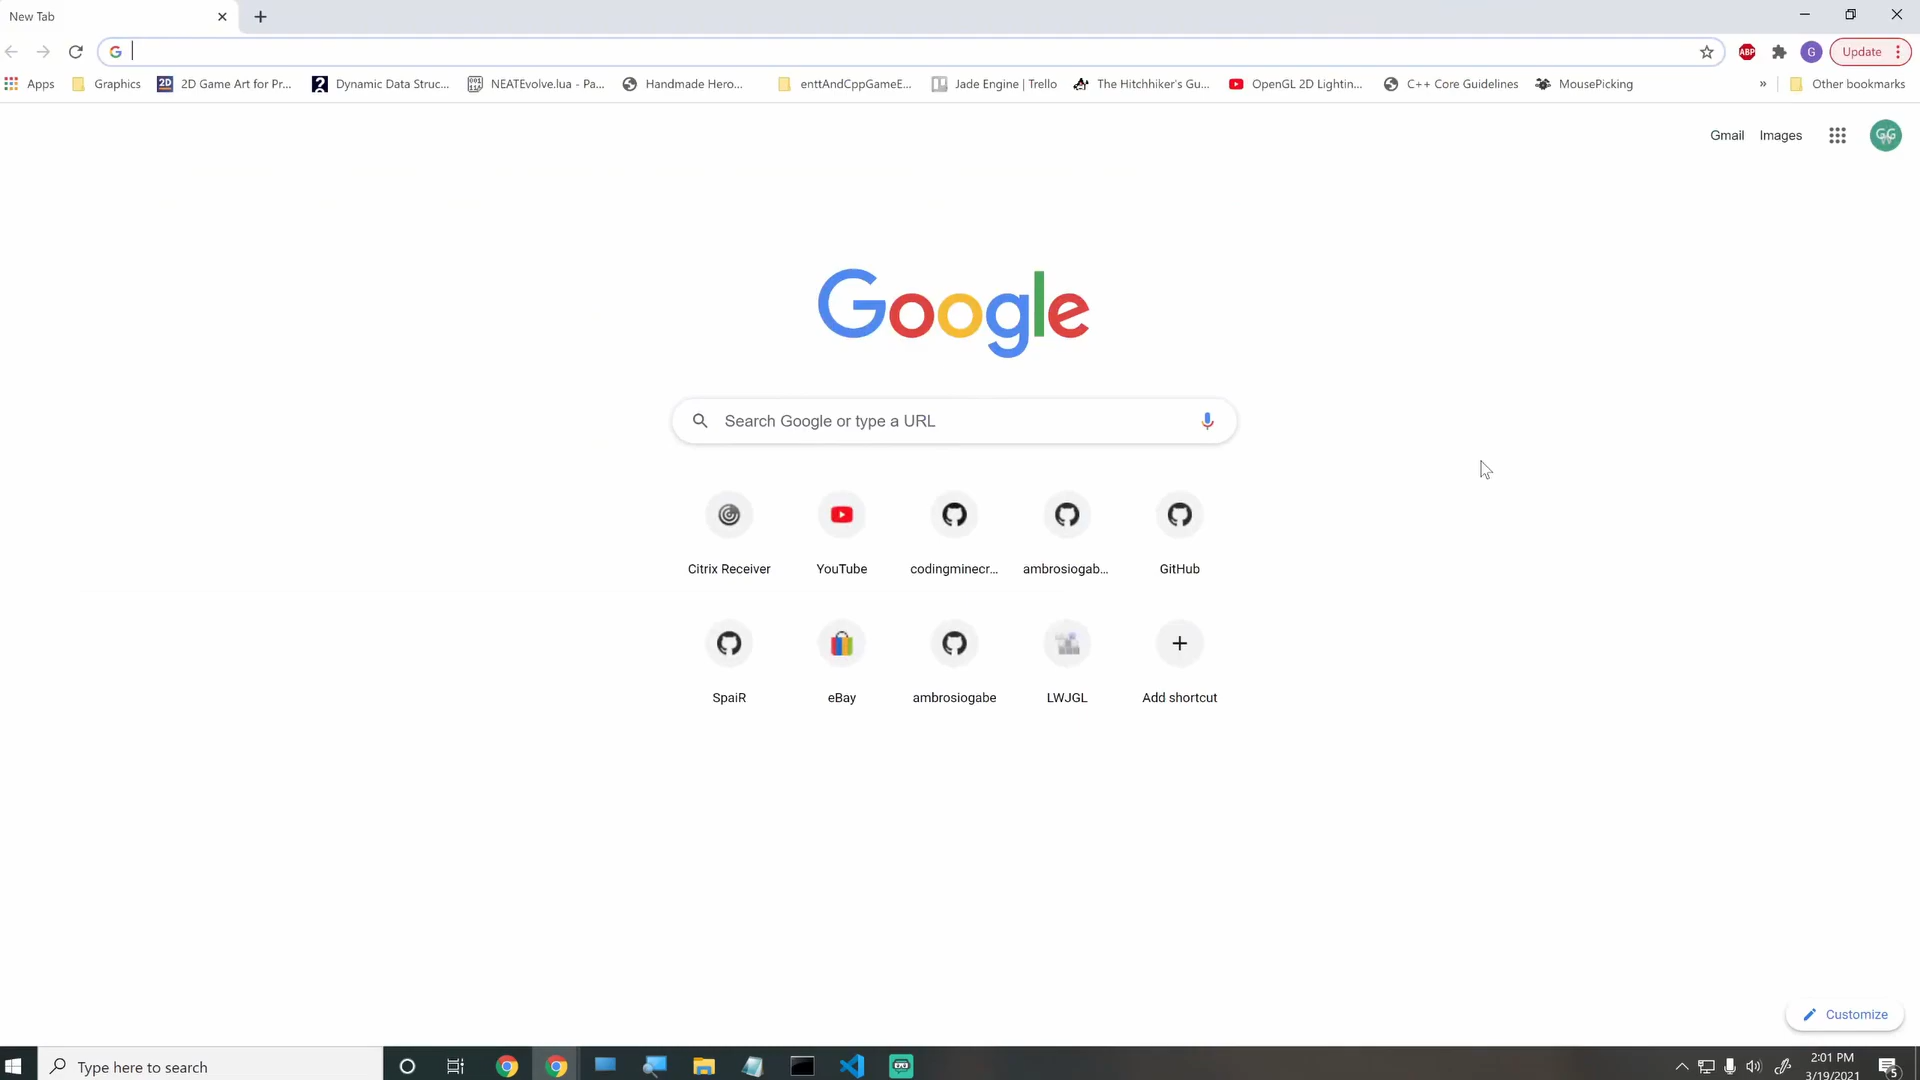 New Tab
Update
Apps Graphics 2D 2D Game Art for Pr... Dynamic Data Struc... NEATEvolve.lua - Pa... Handmade Hero... enttAndCppGameE... Jade Engine | Trello The Hitchhiker's Gu... OpenGL 2D Lightin... C++ Core Guidelines MousePicking » Other bookmarks
Gmail Images GG
Google
Search Google or type a URL
Citrix Receiver YouTube codingminecr... ambrosiogab... GitHub
SpaiR eBay ambrosiogabe LWJGL Add shortcut
Customize
Type here to search
2:01 PM
3/19/2021
5